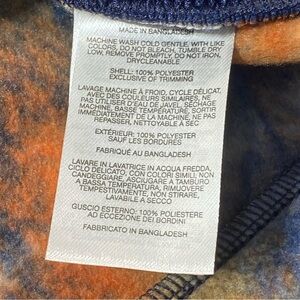 MADE IN BANGLADESH
MACHINE WASH COLD GENTLE, WITH LIKE
COLORS, DO NOT BLEACH, TUMBLE DRY
LOW, REMOVE PROMPTLY, DO NOT IRON,
DRYCLEANABLE
SHELL: 100% POLYESTER
EXCLUSIVE OF TRIMMING
LAVAGE MACHINE À FROID, CYCLE DÉLICAT,
AVEC DES COULEURS SIMILAIRES, NE
PAS UTILISER D'EAU DE JAVEL, SÉCHAGE
MACHINE, BASSE TEMPÉRATURE, SORTIR
IMMÉDIATEMENT DE LA MACHINE, NE PAS
REPASSER, NETTOYABLE A SEC
EXTÉRIEUR: 100% POLYESTER
SAUF LES BORDURES
FABRIQUÉ AU BANGLADESH
LAVARE IN LAVATRICE IN ACQUA FREDDA,
CICLO DELICATO, CON COLORI SIMILI, NON
CANDEGGIARE, ASCIUGARE A TAMBURO
A BASSA TEMPERATURA, RIMUOVERE
TEMPESTIVAMENTE, NON STIRARE,
LAVABILE A SECCO
GUSCIO ESTERNO: 100% POLIESTERE
AD ECCEZIONE DEI BORDINI
FABBRICATO IN BANGLADESH